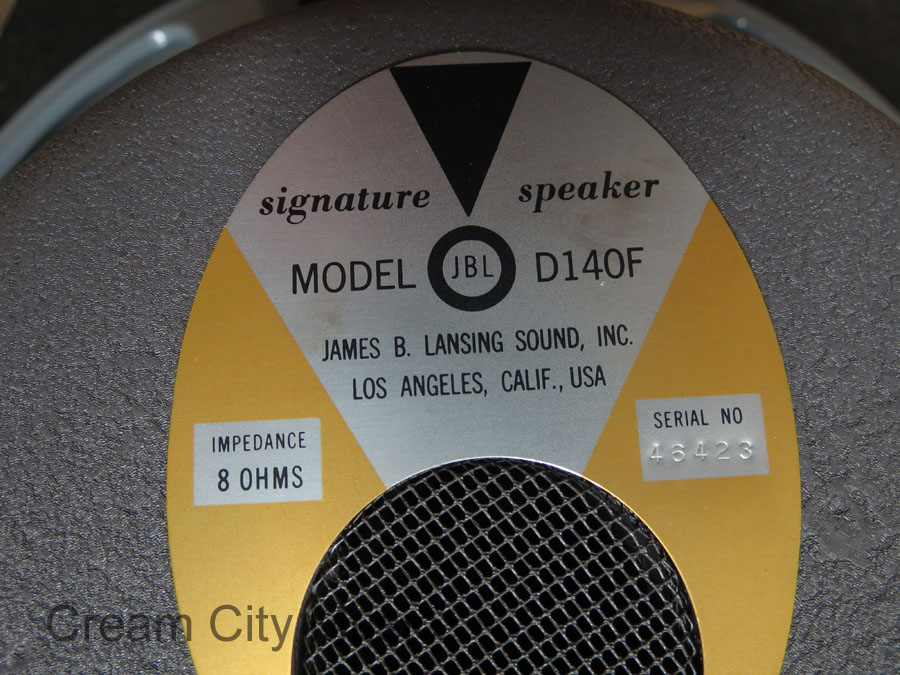 signature speaker
MODEL JBL D140F
JAMES B. LANSING SOUND, INC.
LOS ANGELES, CALIF., USA
IMPEDANCE
8 OHMS
SERIAL NO
46423
Cream City